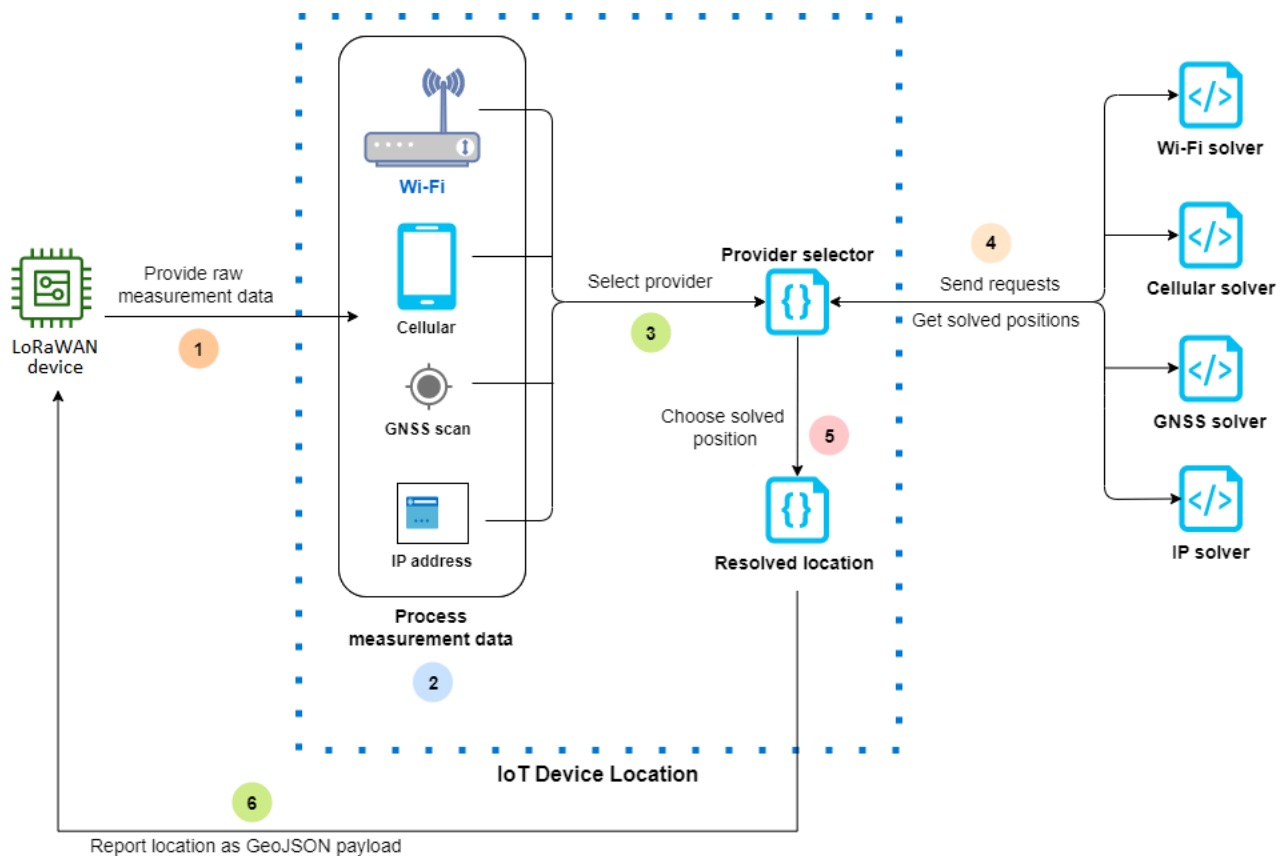 Wi-Fi
Cellular
GNSS scan
IP address
Process
measurement data
2
LoRaWAN
device
Provide raw
measurement data
1
Select provider
3
Provider selector
4
Send requests
Get solved positions
Wi-Fi solver
Cellular solver
GNSS solver
IP solver
Choose solved
position
5
Resolved location
IoT Device Location
6
Report location as GeoJSON payload